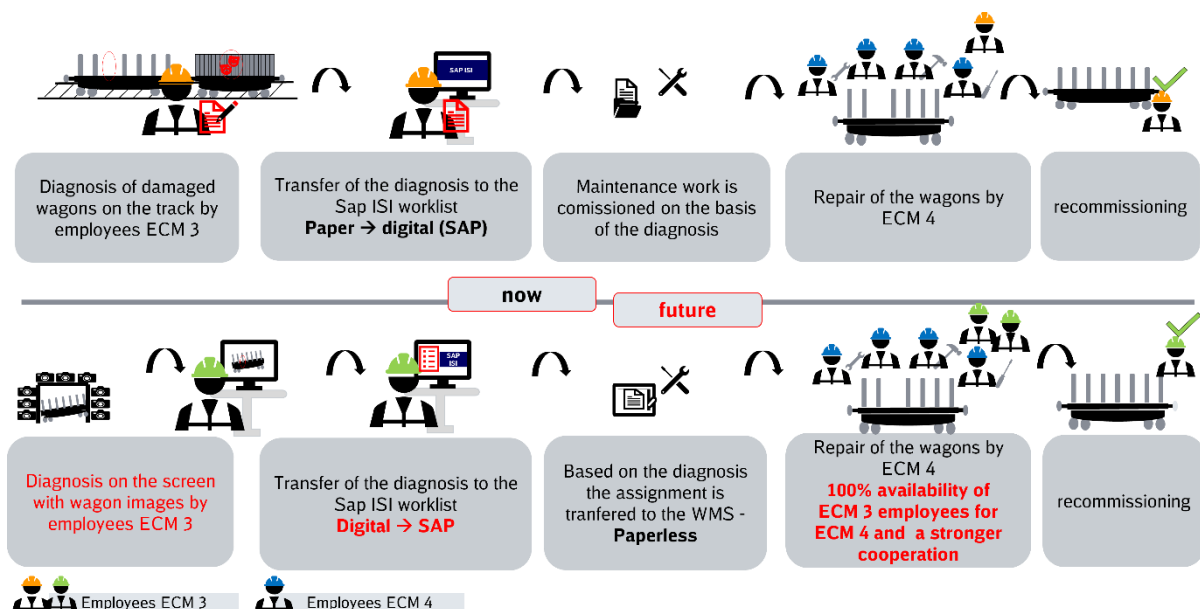 SAP ISI
Diagnosis of damaged
wagons on the track by
employees ECM 3
Transfer of the diagnosis to the
Sap ISI worklist
Paper → digital (SAP)
Maintenance work is
comissioned on the basis
of the diagnosis
Repair of the wagons by
ECM 4
recommissioning
now
future
SAP
ISI
Diagnosis on the screen
with wagon images by
employees ECM 3
Transfer of the diagnosis to the
Sap ISI worklist
Digital → SAP
Based on the diagnosis
the assignment is
tranfered to the WMS -
Paperless
Repair of the wagons by
ECM 4
100% availability of
ECM 3 employees for
ECM 4 and a stronger
cooperation
recommissioning
Employees ECM 3
Employees ECM 4